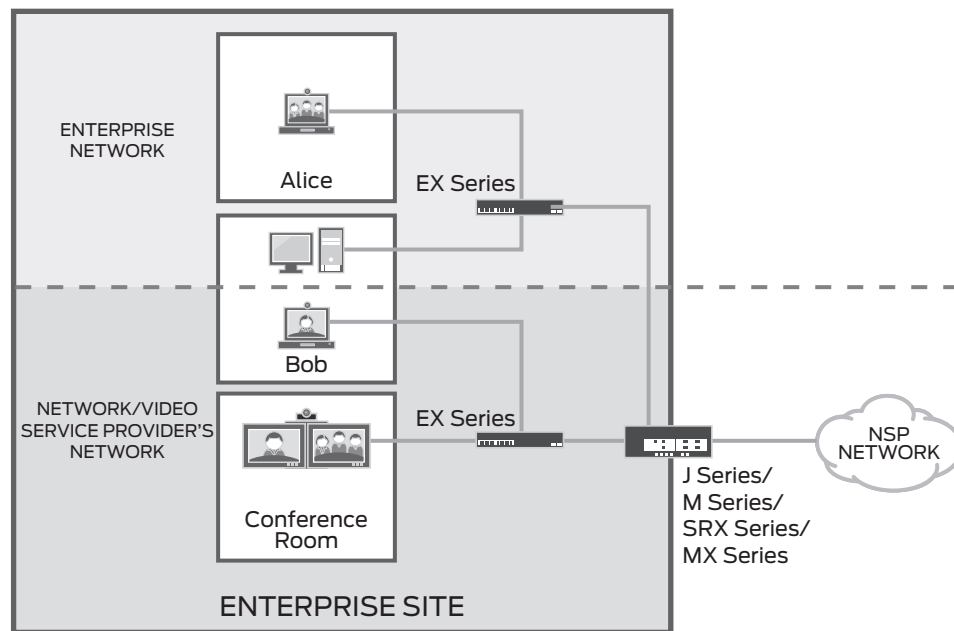 ENTERPRISE
NETWORK
Alice
EX Series
Bob
NETWORK/VIDEO
SERVICE PROVIDER'S
NETWORK
EX Series
Conference
Room
NSP
NETWORK
J Series/
M Series/
SRX Series/
MX Series
ENTERPRISE SITE